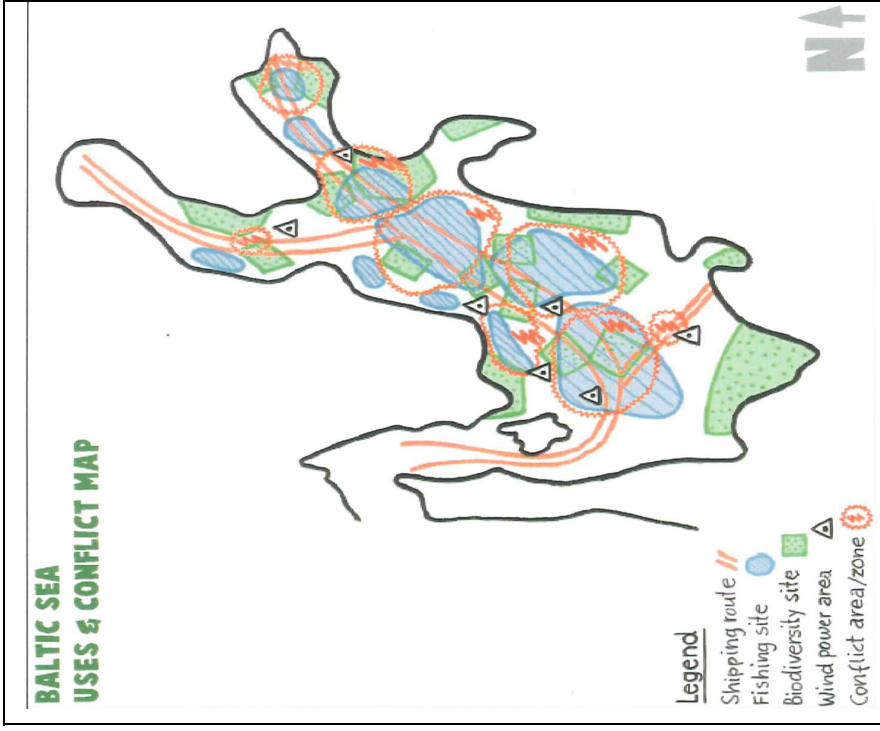 BALTIC SEA
USES & CONFLICT MAP
N
Legend
Shipping route
Fishing site
Biodiversity site
Wind power area
Conflict area/zone